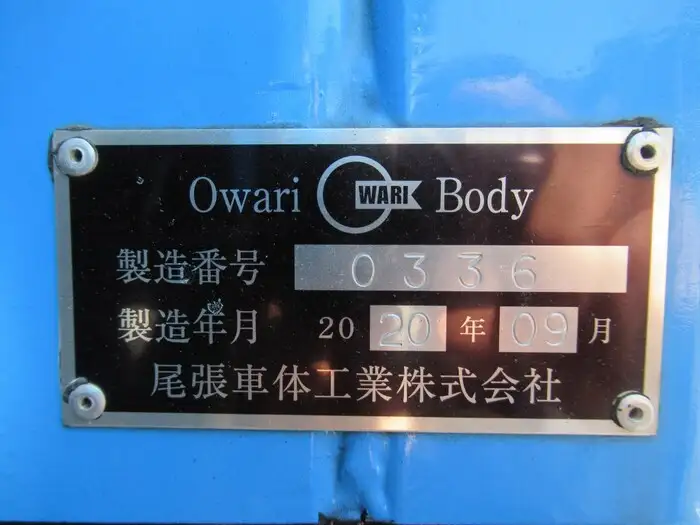 Owari WARI Body
製造番号 0336
製造年月 2020年09月
尾張車体工業株式会社